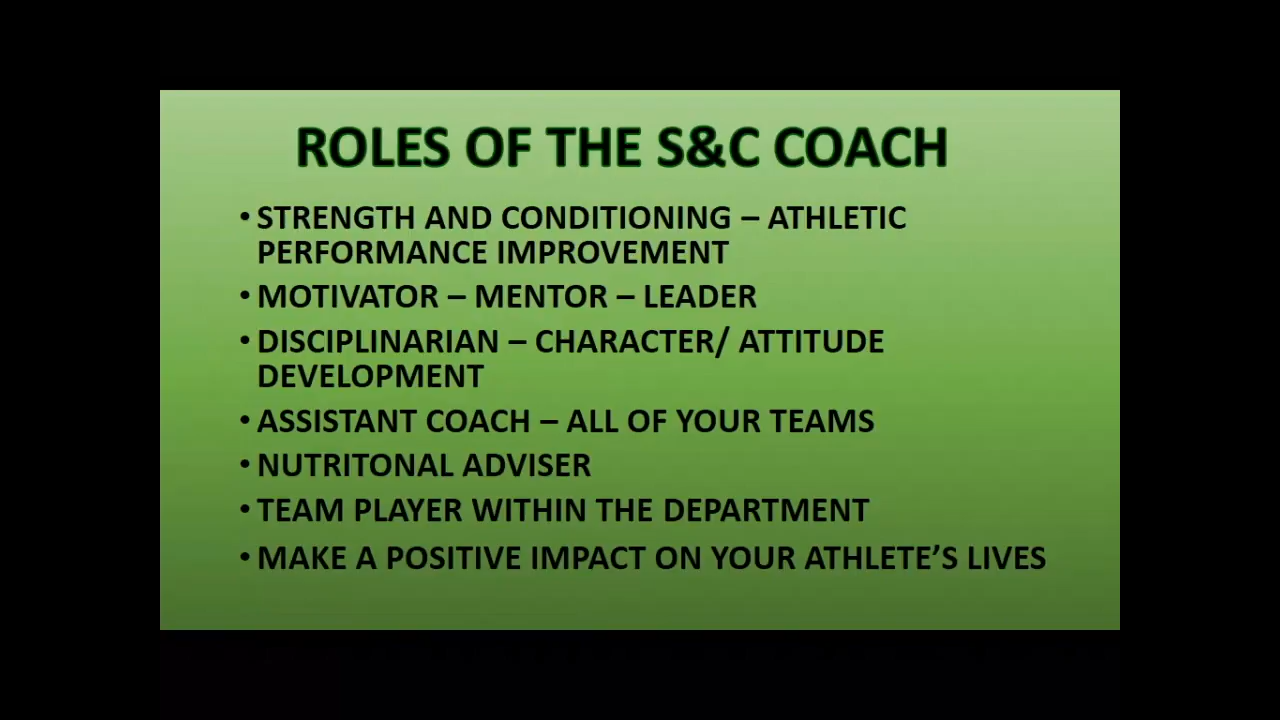 ROLES OF THE S&C COACH
• STRENGTH AND CONDITIONING – ATHLETIC
PERFORMANCE IMPROVEMENT
• MOTIVATOR – MENTOR – LEADER
• DISCIPLINARIAN – CHARACTER/ ATTITUDE
DEVELOPMENT
• ASSISTANT COACH – ALL OF YOUR TEAMS
• NUTRITONAL ADVISER
• TEAM PLAYER WITHIN THE DEPARTMENT
• MAKE A POSITIVE IMPACT ON YOUR ATHLETE’S LIVES